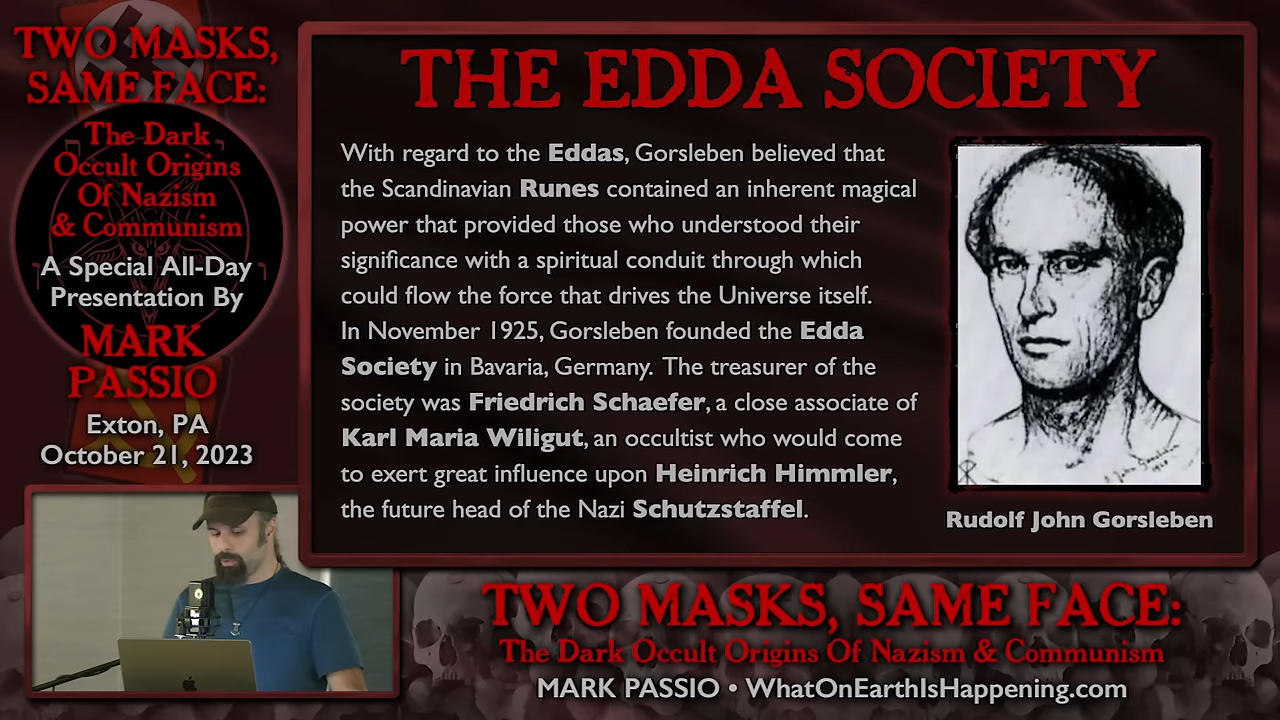 TWO MASKS,
SAME FACE:
The Dark
Occult Origins
Of Nazism
& Communism
A Special All-Day
Presentation By
MARK
PASSIO
Exton, PA
October 21, 2023
THE EDDA SOCIETY
With regard to the Eddas, Gorsleben believed that
the Scandinavian Runes contained an inherent magical
power that provided those who understood their
significance with a spiritual conduit through which
could flow the force that drives the Universe itself.
In November 1925, Gorsleben founded the Edda
Society in Bavaria, Germany. The treasurer of the
society was Friedrich Schaefer, a close associate of
Karl Maria Wiligut, an occultist who would come
to exert great influence upon Heinrich Himmler,
the future head of the Nazi Schutzstaffel.
Rudolf John Gorsleben
TWO MASKS, SAME FACE:
The Dark Occult Origins Of Nazism & Communism
MARK PASSIO • WhatOnEarthIsHappening.com